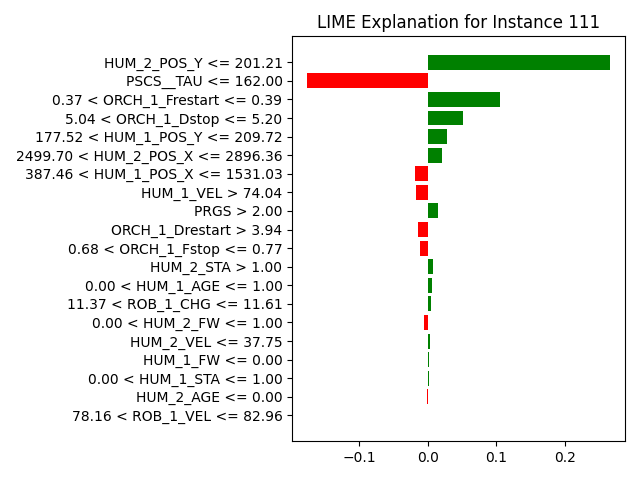 LIME Explanation for Instance 111
HUM_2_POS_Y <= 201.21
PSCS__TAU <= 162.00
0.37 < ORCH_1_Frestart <= 0.39
5.04 < ORCH_1_Dstop <= 5.20
177.52 < HUM_1_POS_Y <= 209.72
2499.70 < HUM_2_POS_X <= 2896.36
387.46 < HUM_1_POS_X <= 1531.03
HUM_1_VEL > 74.04
PRGS > 2.00
ORCH_1_Drestart > 3.94
0.68 < ORCH_1_Fstop <= 0.77
HUM_2_STA > 1.00
0.00 < HUM_1_AGE <= 1.00
11.37 < ROB_1_CHG <= 11.61
0.00 < HUM_2_FW <= 1.00
HUM_2_VEL <= 37.75
HUM_1_FW <= 0.00
0.00 < HUM_1_STA <= 1.00
HUM_2_AGE <= 0.00
78.16 < ROB_1_VEL <= 82.96
−0.1 0.0 0.1 0.2